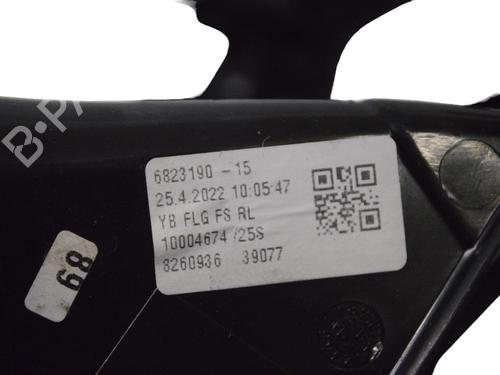 B-PA
6823190 -15
25.4.2022 10:05:47
YB FLG FS RL
10004674 /25S
8260936 39077
68